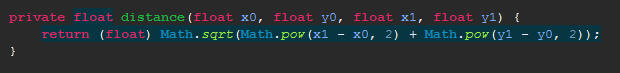 private float distance(float x0, float y0, float x1, float y1) {
    return (float) Math.sqrt(Math.pow(x1 - x0, 2) + Math.pow(y1 - y0, 2));
}